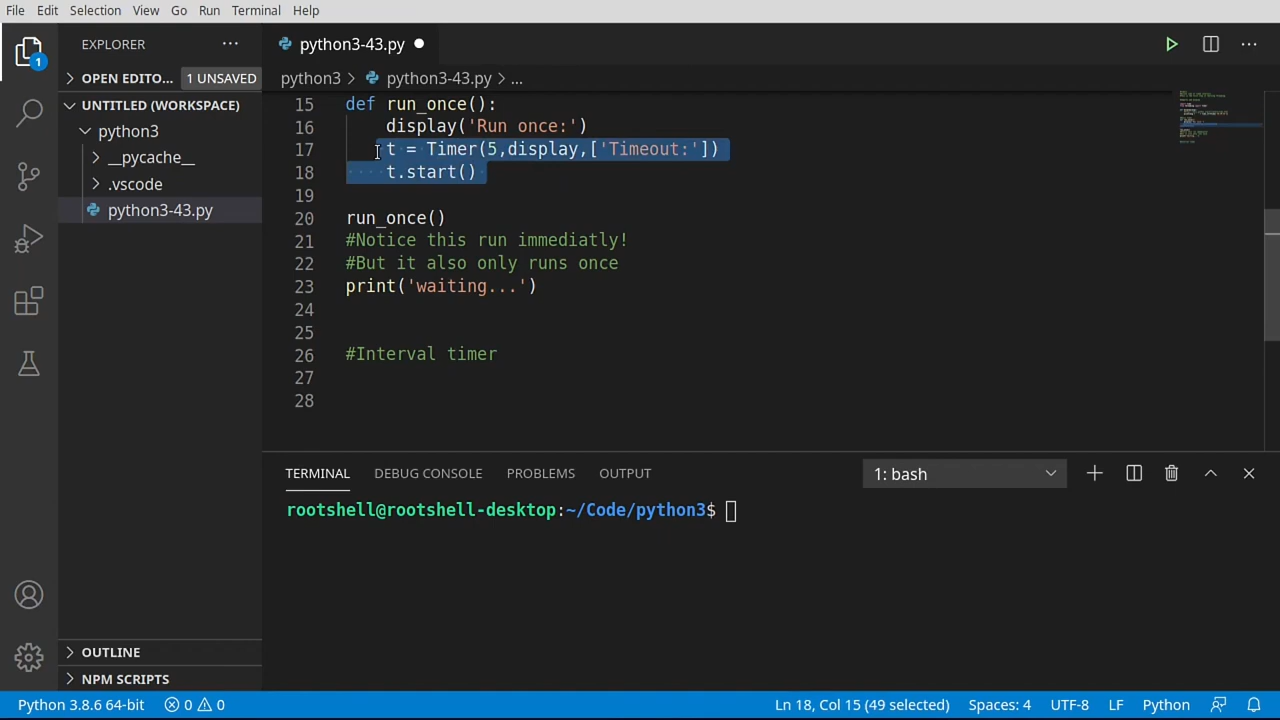 File Edit Selection View Go Run Terminal Help
EXPLORER
python3-43.py
OPEN EDITO... 1 UNSAVED
python3 > python3-43.py > ...
UNTITLED (WORKSPACE)
python3
__pycache__
.vscode
python3-43.py
1
15 def run_once():
16 display('Run once:')
17 t = Timer(5,display,['Timeout:'])
18 t.start()
19
20 run_once()
21 #Notice this run immediatly!
22 #But it also only runs once
23 print('waiting...')
24
25
26 #Interval timer
27
28
TERMINAL DEBUG CONSOLE PROBLEMS OUTPUT 1: bash
rootshell@rootshell-desktop:~/Code/python3$
OUTLINE
NPM SCRIPTS
Python 3.8.6 64-bit 0 0 Ln 18, Col 15 (49 selected) Spaces: 4 UTF-8 LF Python